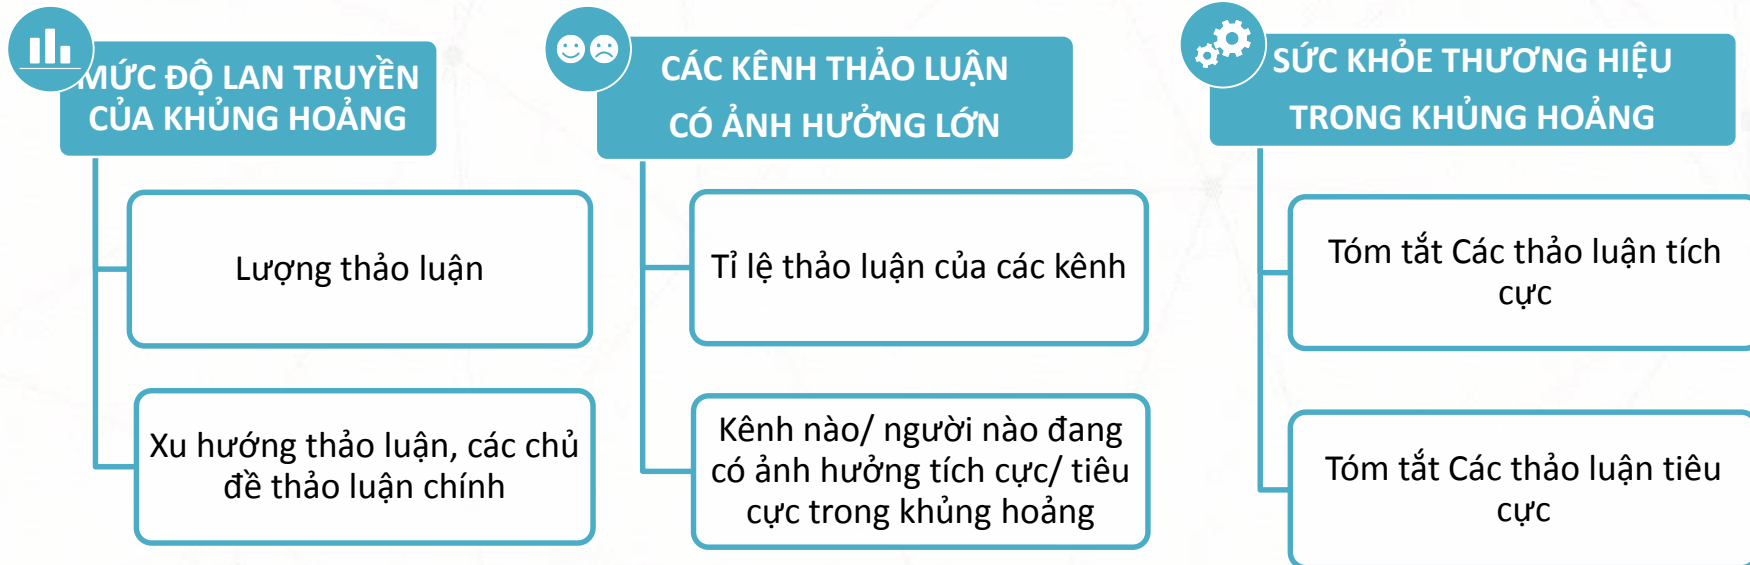 MỨC ĐỘ LAN TRUYỀN
CỦA KHỦNG HOẢNG
Lượng thảo luận
Xu hướng thảo luận, các chủ
đề thảo luận chính
CÁC KÊNH THẢO LUẬN
CÓ ẢNH HƯỞNG LỚN
Tỉ lệ thảo luận của các kênh
Kênh nào/ người nào đang
có ảnh hưởng tích cực/ tiêu
cực trong khủng hoảng
SỨC KHỎE THƯƠNG HIỆU
TRONG KHỦNG HOẢNG
Tóm tắt Các thảo luận tích
cực
Tóm tắt Các thảo luận tiêu
cực